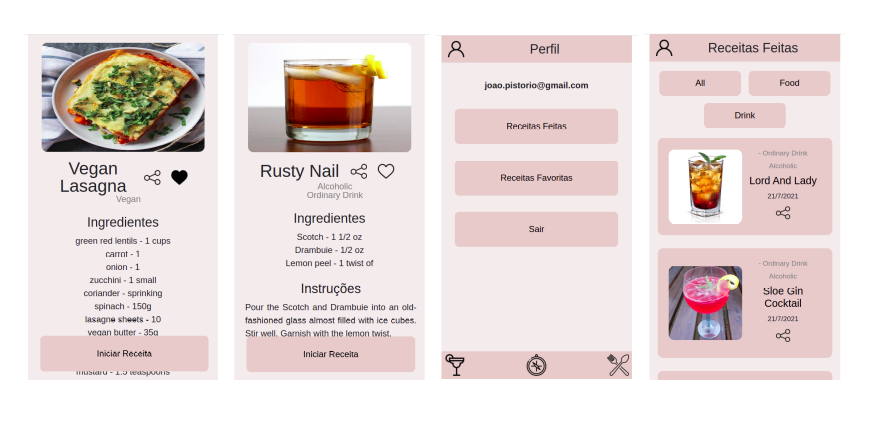 Vegan
Lasagna
Vegan
Ingredientes
green red lentils - 1 cups
carrot - 1
onion - 1
zucchini - 1 small
coriander - sprinking
spinach - 150g
lasagne sheets - 10
vegan butter - 35g
Iniciar Receita
mustard - 1.5 teaspoons
Rusty Nail
Alcoholic
Ordinary Drink
Ingredientes
Scotch - 1 1/2 oz
Drambuie - 1/2 oz
Lemon peel - 1 twist of
Instruções
Pour the Scotch and Drambuie into an old-
fashioned glass almost filled with ice cubes.
Stir well. Garnish with the lemon twist.
Iniciar Receita
Perfil
joao.pistorio@gmail.com
Receitas Feitas
Receitas Favoritas
Sair
Receitas Feitas
All
Food
Drink
- Ordinary Drink
Alcoholic
Lord And Lady
21/7/2021
- Ordinary Drink
Alcoholic
Sloe Gin
Cocktail
21/7/2021